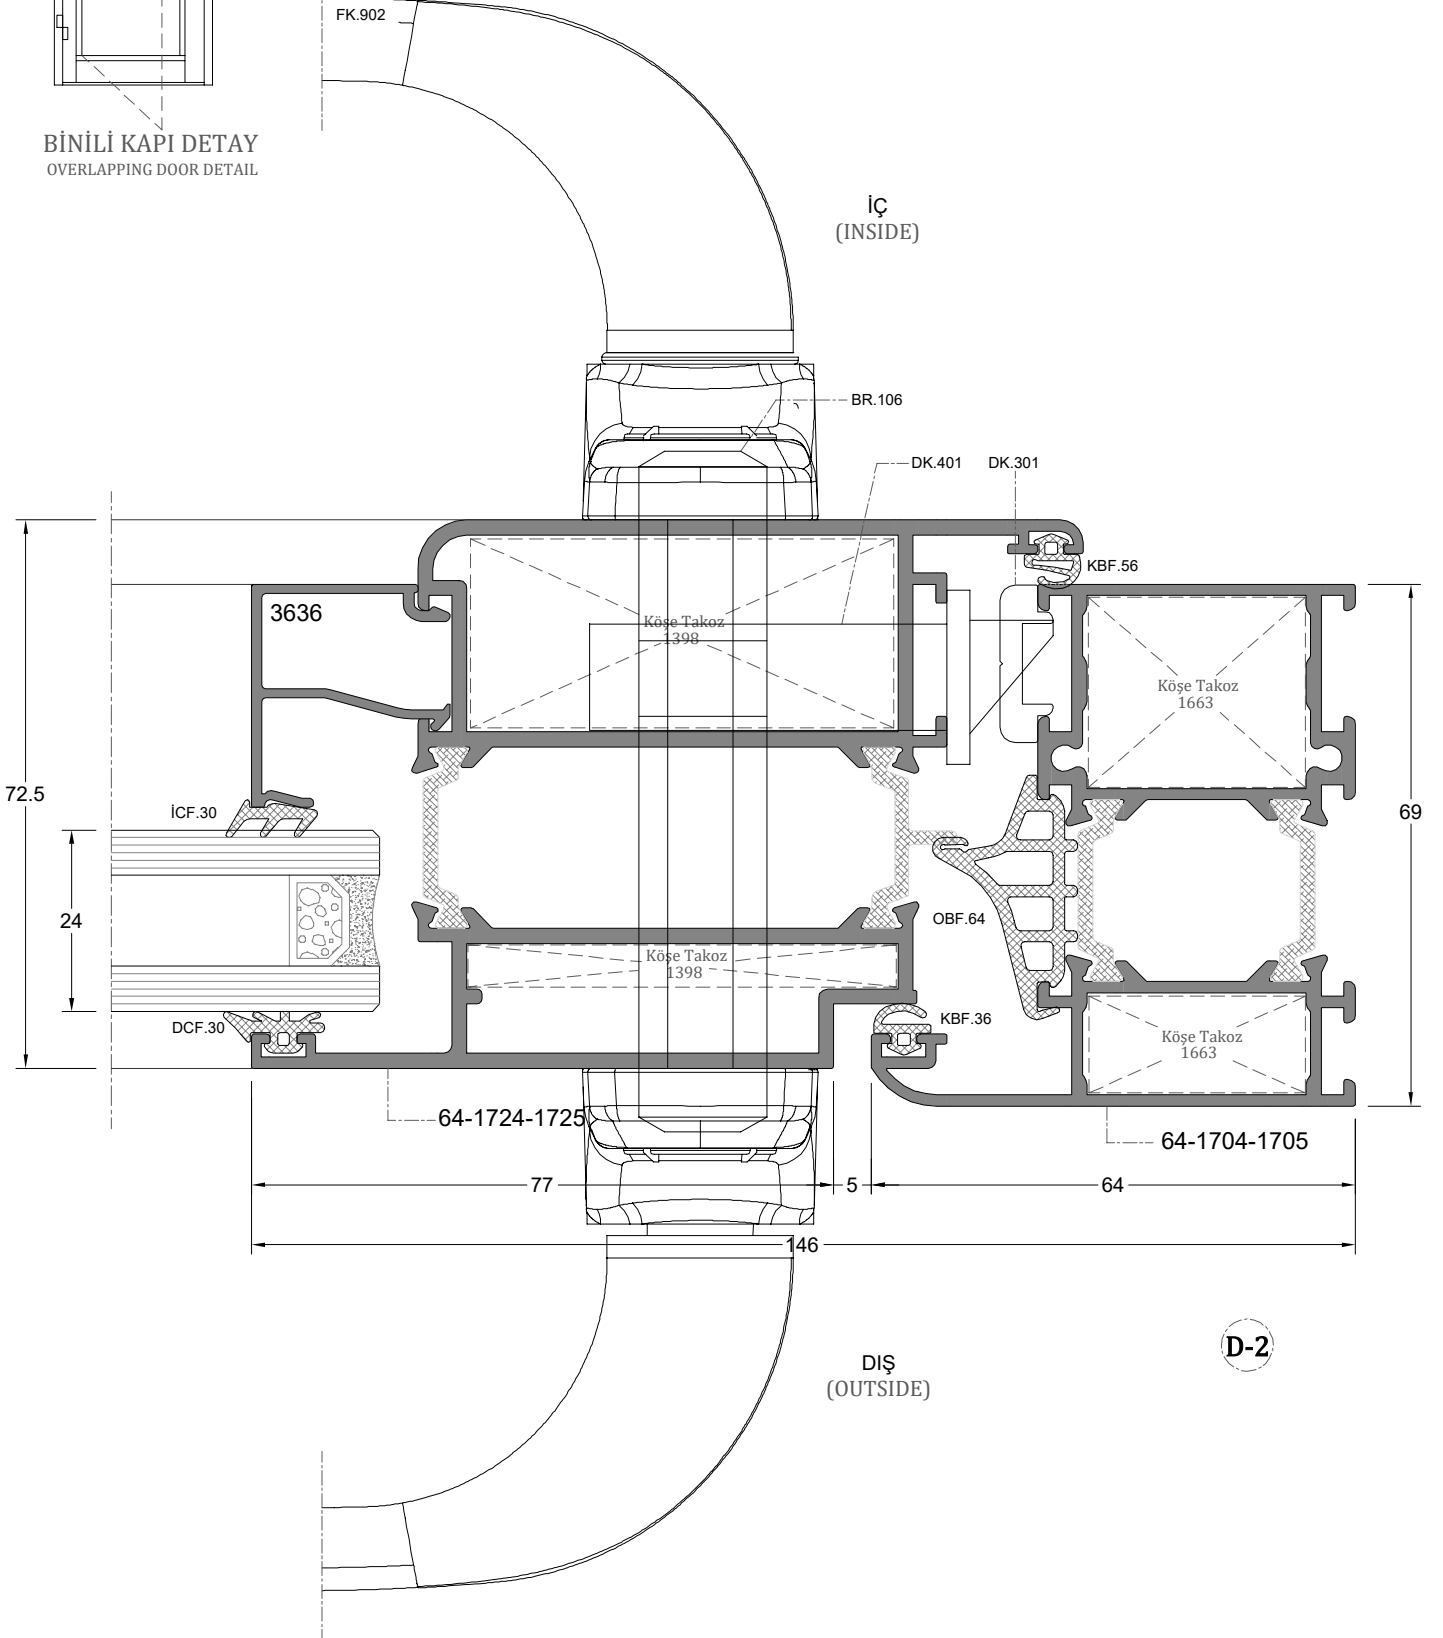 FK.902
BİNİLİ KAPI DETAY
OVERLAPPING DOOR DETAIL
İÇ
(INSIDE)
BR.106
DK.401
DK.301
KBF.56
3636
Köşe Takoz
1398
Köşe Takoz
1663
72.5
İCF.30
69
24
OBF.64
Köşe Takoz
1398
DCF.30
KBF.36
Köşe Takoz
1663
64-1724-1725
64-1704-1705
77
5
64
146
D-2
DIŞ
(OUTSIDE)